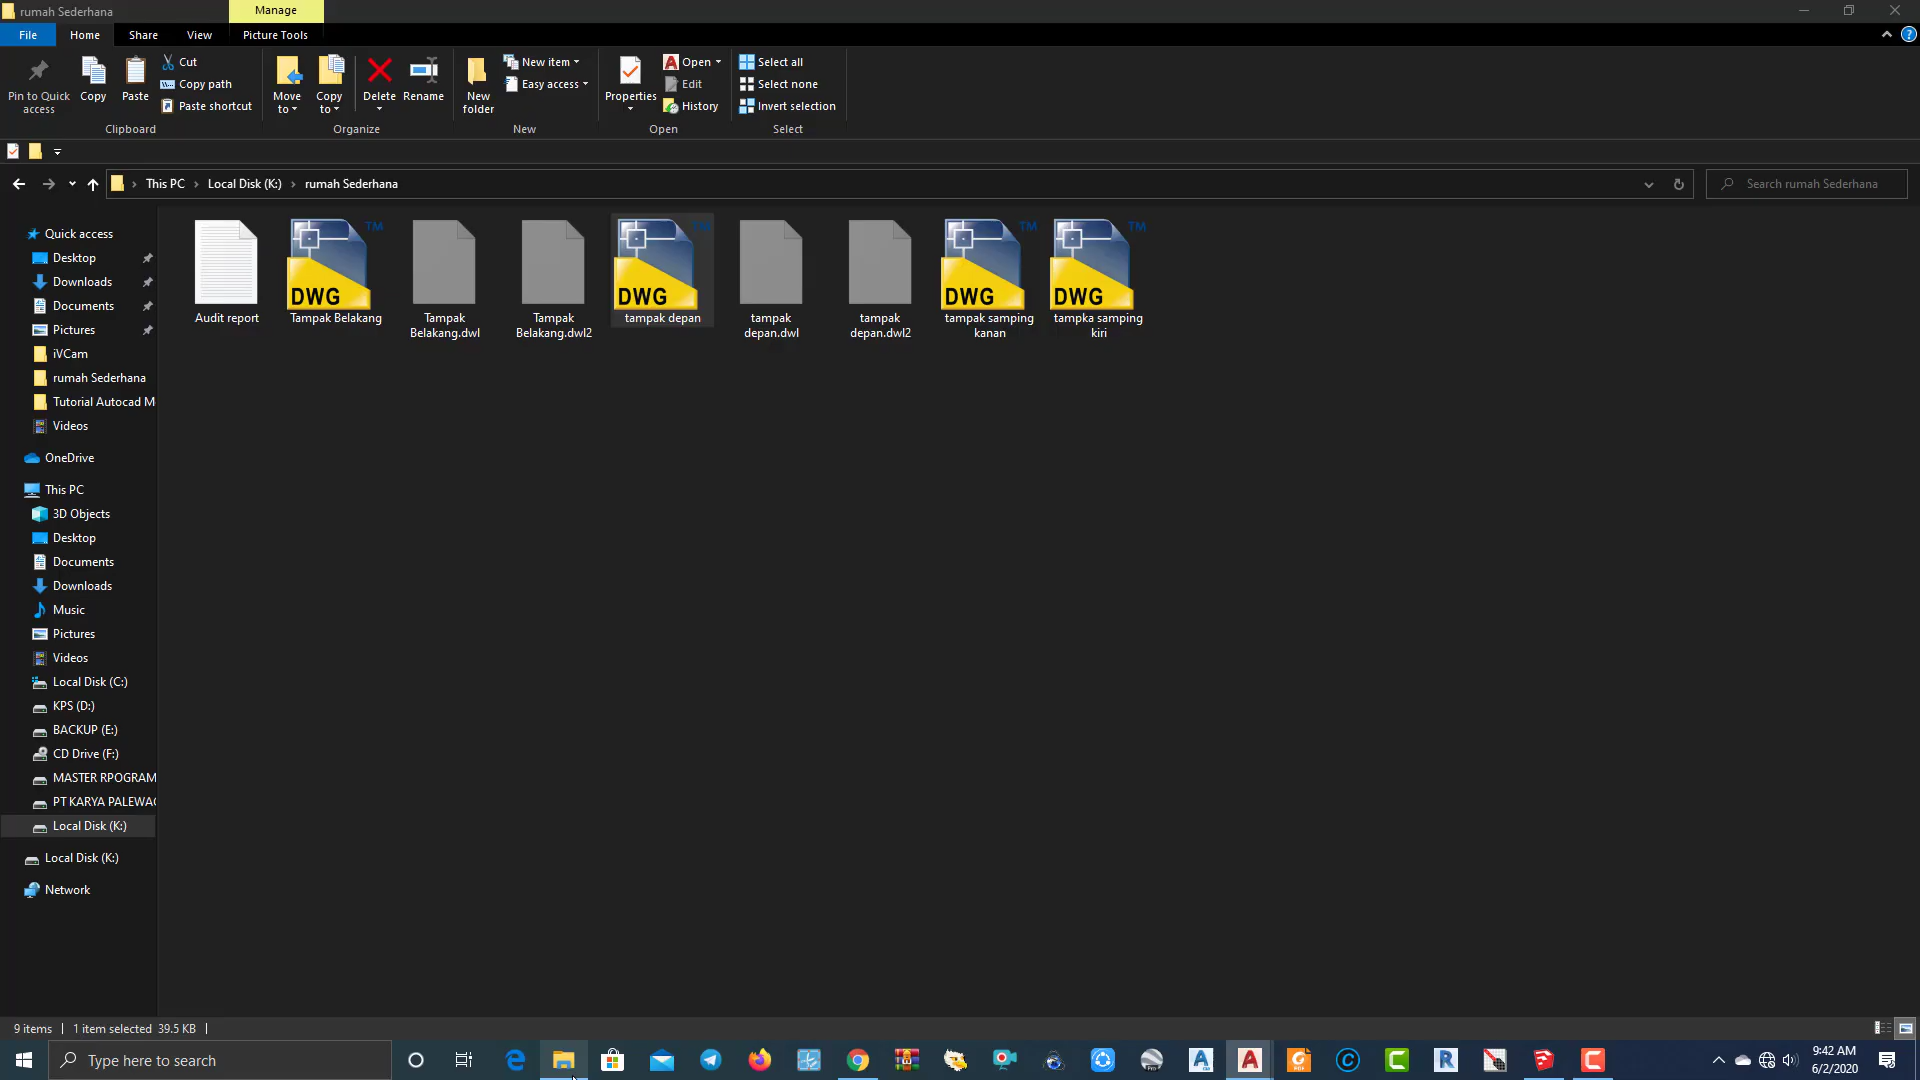 rumah Sederhana
Manage
File
Home
Share
View
Picture Tools
Pin to Quick
access
Copy
Paste
Cut
Copy path
Paste shortcut
Clipboard
Move
to
Copy
to
Delete
Rename
Organize
New
folder
New item
Easy access
New
Properties
Open
Edit
History
Open
Select all
Select none
Invert selection
Select
This PC
Local Disk (K:)
rumah Sederhana
Search rumah Sederhana
Quick access
Desktop
Downloads
Documents
Pictures
iVCam
rumah Sederhana
Tutorial Autocad M
Videos
OneDrive
This PC
3D Objects
Desktop
Documents
Downloads
Music
Pictures
Videos
Local Disk (C:)
KPS (D:)
BACKUP (E:)
CD Drive (F:)
MASTER RPOGRAM
PT KARYA PALEWA
Local Disk (K:)
Local Disk (K:)
Network
Audit report
DWG TM
Tampak Belakang
Tampak
Belakang.dwl
Tampak
Belakang.dwl2
DWG TM
tampak depan
tampak
depan.dwl
tampak
depan.dwl2
DWG TM
tampak samping
kanan
DWG TM
tampka samping
kiri
9 items
1 item selected 39.5 KB
Type here to search
9:42 AM
6/2/2020